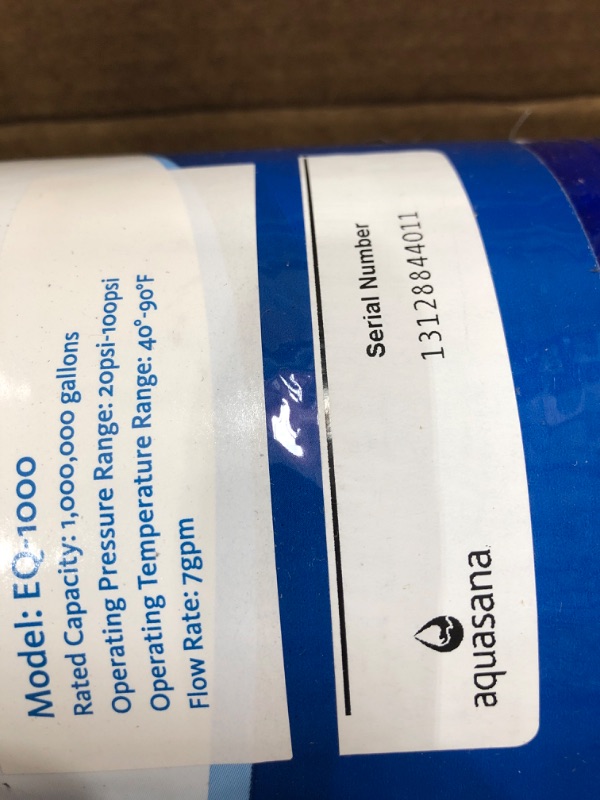 Model: EQ-1000
Rated Capacity: 1,000,000 gallons
Operating Pressure Range: 20psi-100psi
Operating Temperature Range: 40°-90°F
Flow Rate: 7gpm
Serial Number
13128844011
aquasana